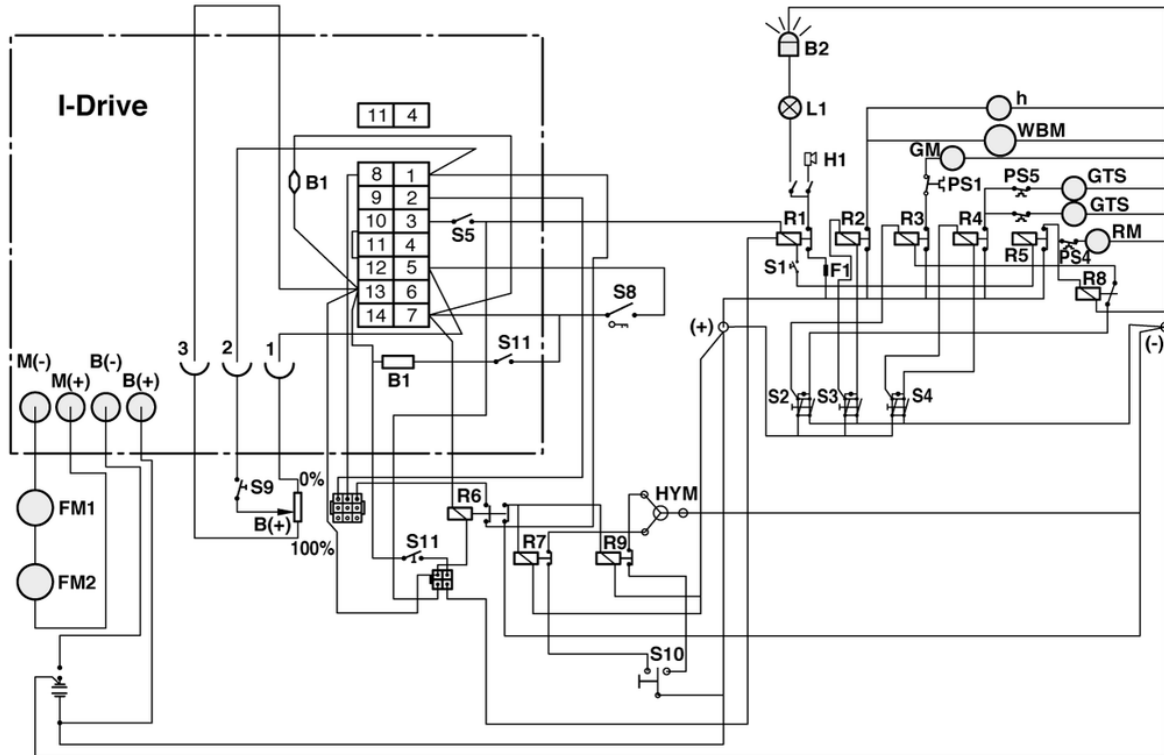 B2
I-Drive
h
L1
WBM
11 4
GM
H1
8 1
B1
PS1
PS5
GTS
9 2
GTS
10 3
R1
R2
R3
R4
RM
S5
11 4
R5
PS4
12 5
S1
F1
R8
13 6
S8
14 7
(+)
(-)
3
2
1
S11
M(-)
B(-)
M(+)
B(+)
B1
S2
S3
S4
0%
S9
HYM
R6
FM1
B(+)
100%
S11
R7
R9
FM2
S10